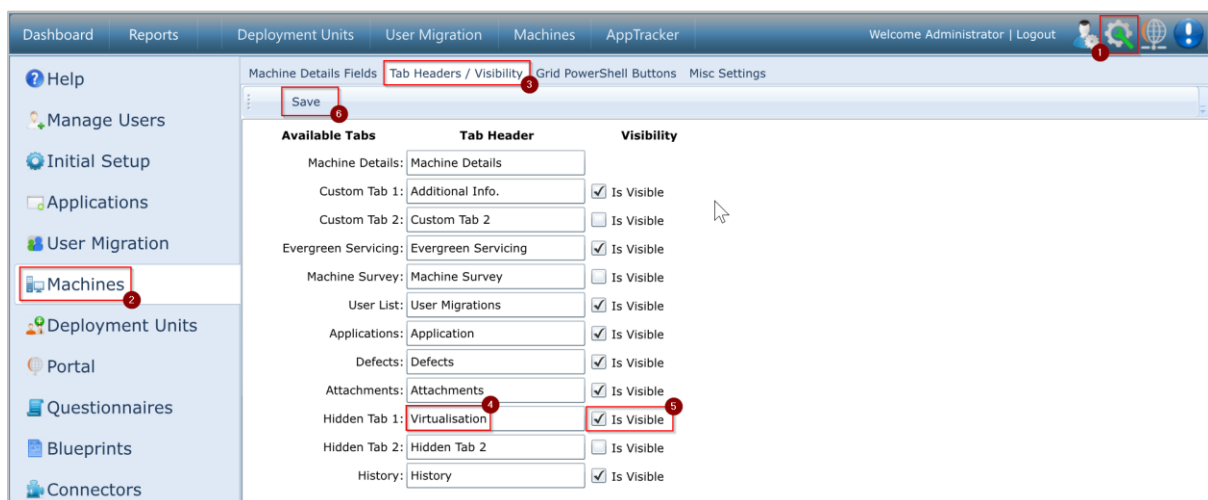 Dashboard Reports Deployment Units User Migration Machines AppTracker Welcome Administrator | Logout
1
Help
Manage Users
Initial Setup
Applications
User Migration
Machines
2
Deployment Units
Portal
Questionnaires
Blueprints
Connectors
Machine Details Fields Tab Headers / Visibility Grid PowerShell Buttons Misc Settings
3
Save
6
Available Tabs Tab Header Visibility
Machine Details: Machine Details
Custom Tab 1: Additional Info. Is Visible
Custom Tab 2: Custom Tab 2 Is Visible
Evergreen Servicing: Evergreen Servicing Is Visible
Machine Survey: Machine Survey Is Visible
User List: User Migrations Is Visible
Applications: Application Is Visible
Defects: Defects Is Visible
Attachments: Attachments Is Visible
4 5
Hidden Tab 1: Virtualisation Is Visible
Hidden Tab 2: Hidden Tab 2 Is Visible
History: History Is Visible